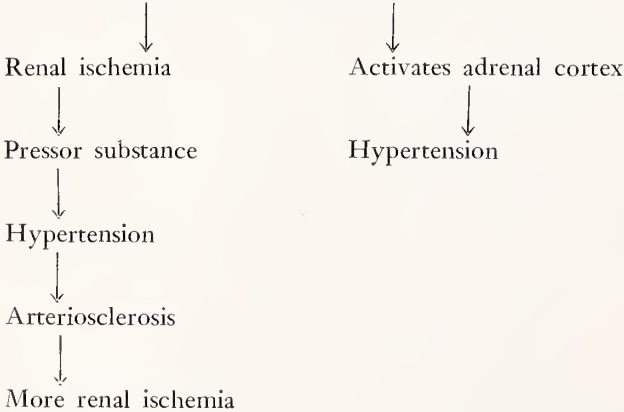 Renal ischemia
Activates adrenal cortex
Pressor substance
Hypertension
Hypertension
Arteriosclerosis
More renal ischemia